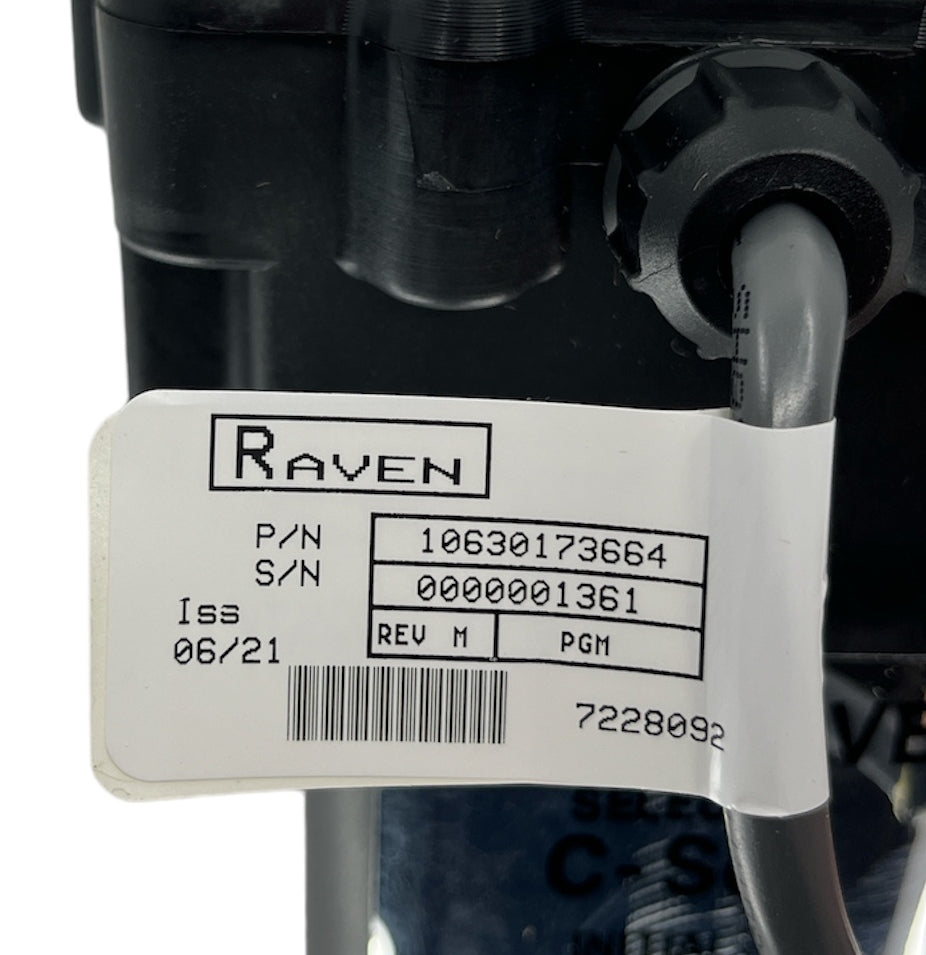 RAVEN
P/N 10630173664
S/N 0000001361
Iss
06/21
REV M PGM
7228092